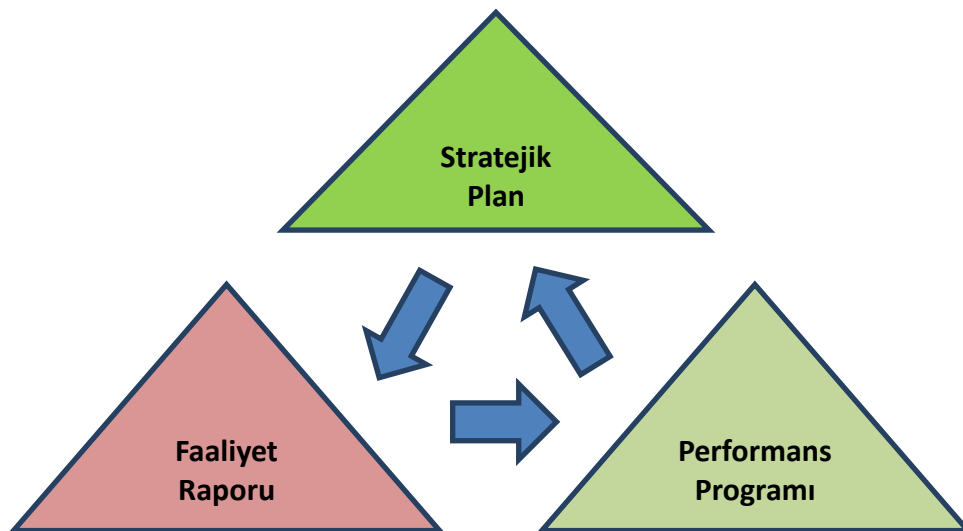 Stratejik
Plan
Faaliyet
Raporu
Performans
Programı